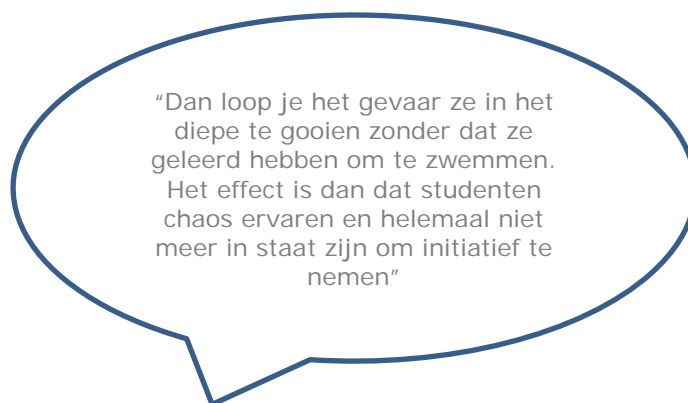 “Dan loop je het gevaar ze in het
diepe te gooien zonder dat ze
geleerd hebben om te zwemmen.
Het effect is dan dat studenten
chaos ervaren en helemaal niet
meer in staat zijn om initiatief te
nemen”